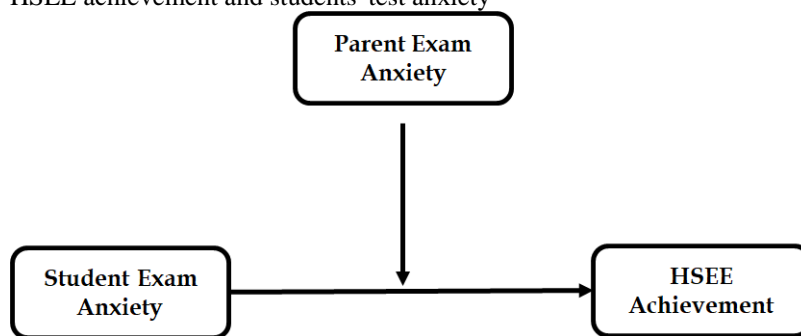 HSEE achievement and students' test anxiety
Parent Exam
Anxiety
Student Exam
Anxiety
HSEE
Achievement